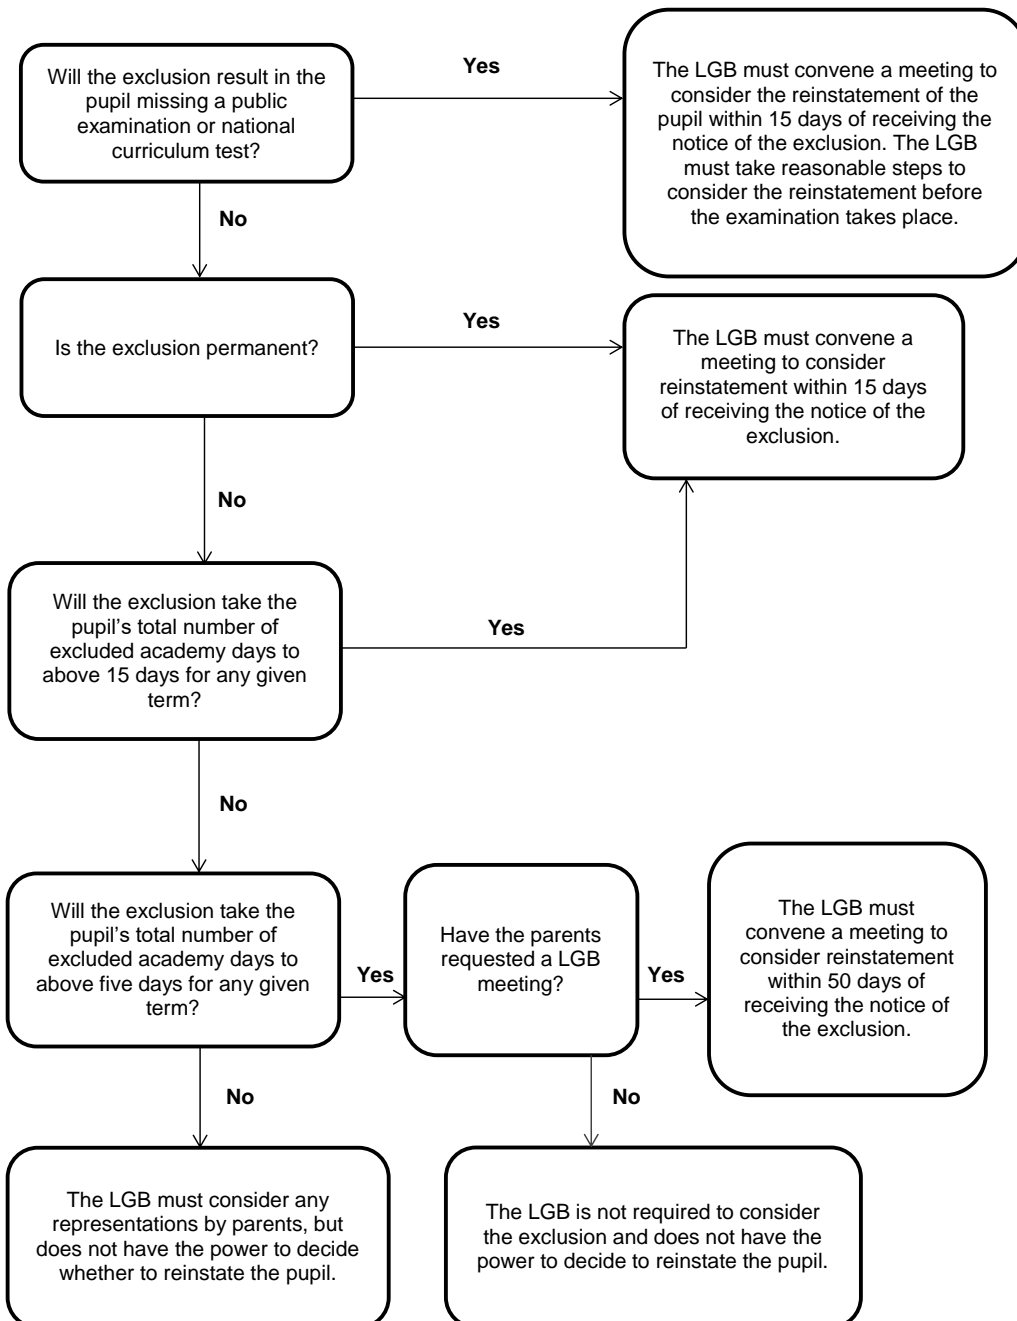 Will the exclusion result in the
pupil missing a public
examination or national
curriculum test?
Yes
The LGB must convene a meeting to
consider the reinstatement of the
pupil within 15 days of receiving the
notice of the exclusion. The LGB
must take reasonable steps to
consider the reinstatement before
the examination takes place.
No
Is the exclusion permanent?
Yes
The LGB must convene a
meeting to consider
reinstatement within 15 days
of receiving the notice of the
exclusion.
No
Will the exclusion take the
pupil's total number of
excluded academy days to
above 15 days for any given
term?
Yes
No
Will the exclusion take the
pupil's total number of
excluded academy days to
above five days for any given
term?
Yes
Have the parents
requested a LGB
meeting?
Yes
The LGB must
convene a meeting to
consider reinstatement
within 50 days of
receiving the notice of
the exclusion.
No
No
The LGB must consider any
representations by parents, but
does not have the power to decide
whether to reinstate the pupil.
The LGB is not required to consider
the exclusion and does not have the
power to decide to reinstate the pupil.